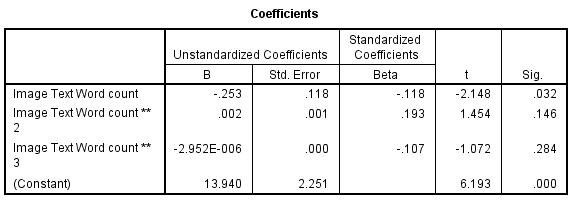 Coefficients
Unstandardized Coefficients Standardized Coefficients
B Std. Error Beta t Sig.
Image Text Word count -.253 .118 -.118 -2.148 .032
Image Text Word count ** 2 .002 .001 .193 1.454 .146
Image Text Word count ** 3 -2.952E-006 .000 -.107 -1.072 .284
(Constant) 13.940 2.251 6.193 .000